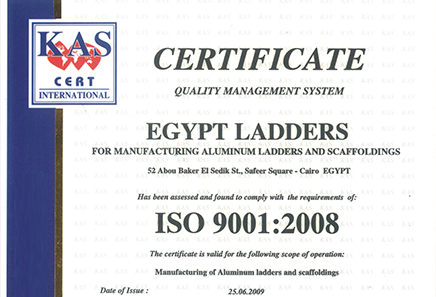 KAS
CERT
INTERNATIONAL
CERTIFICATE
QUALITY MANAGEMENT SYSTEM
EGYPT LADDERS
FOR MANUFACTURING ALUMINUM LADDERS AND SCAFFOLDINGS
52 Abou Baker El Sedik St., Safeer Square - Cairo EGYPT
Has been assessed and found to comply with the requirements of:
ISO 9001:2008
The certificate is valid for the following scope of operation:
Manufacturing of Aluminum ladders and scaffoldings
Date of Issue : 25.06.2009